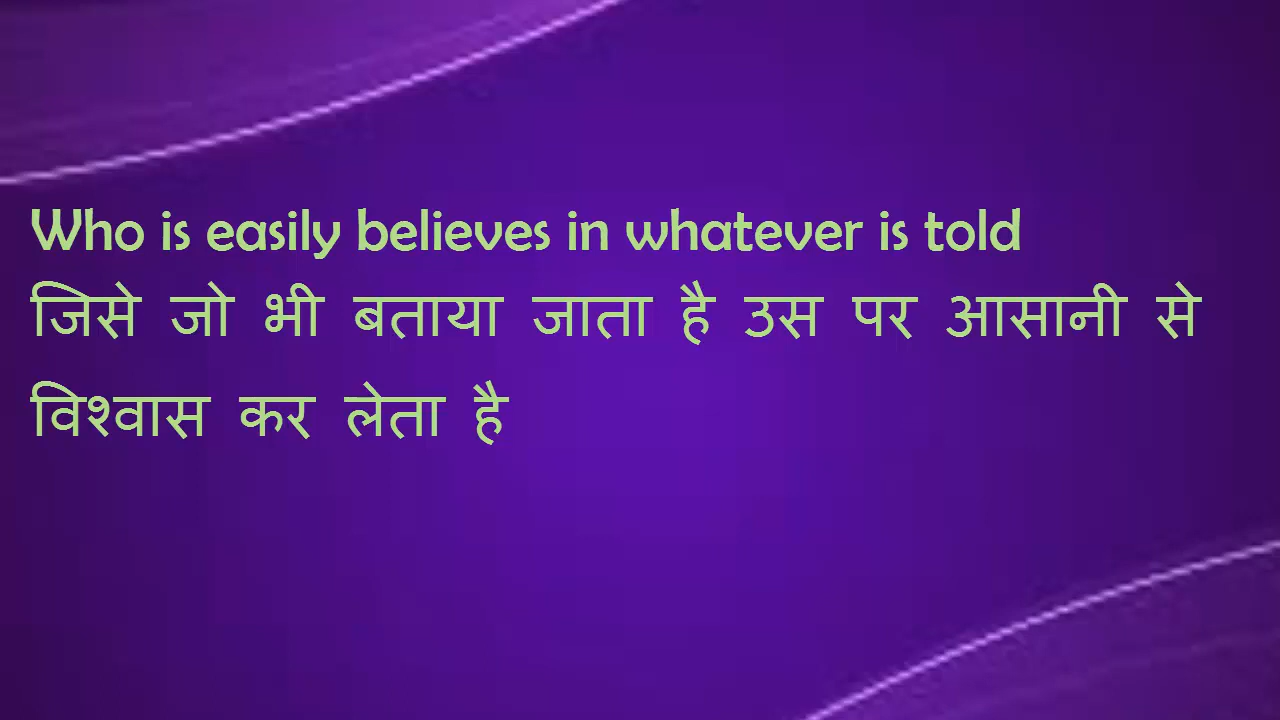 Who is easily believes in whatever is told
जिसे जो भी बताया जाता है उस पर आसानी से
विश्वास कर लेता है